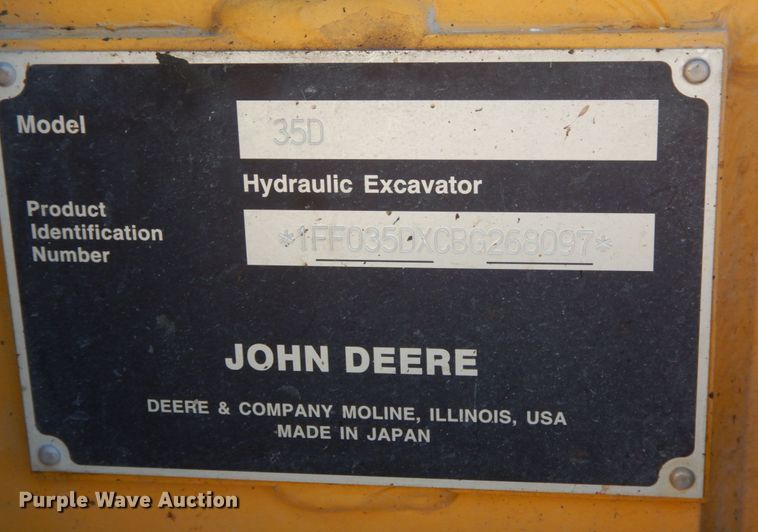 Model
35D
Hydraulic Excavator
Product
Identification
Number
*1FF035DXCBG268097*
JOHN DEERE
DEERE & COMPANY MOLINE, ILLINOIS, USA
MADE IN JAPAN
Purple Wave Auction